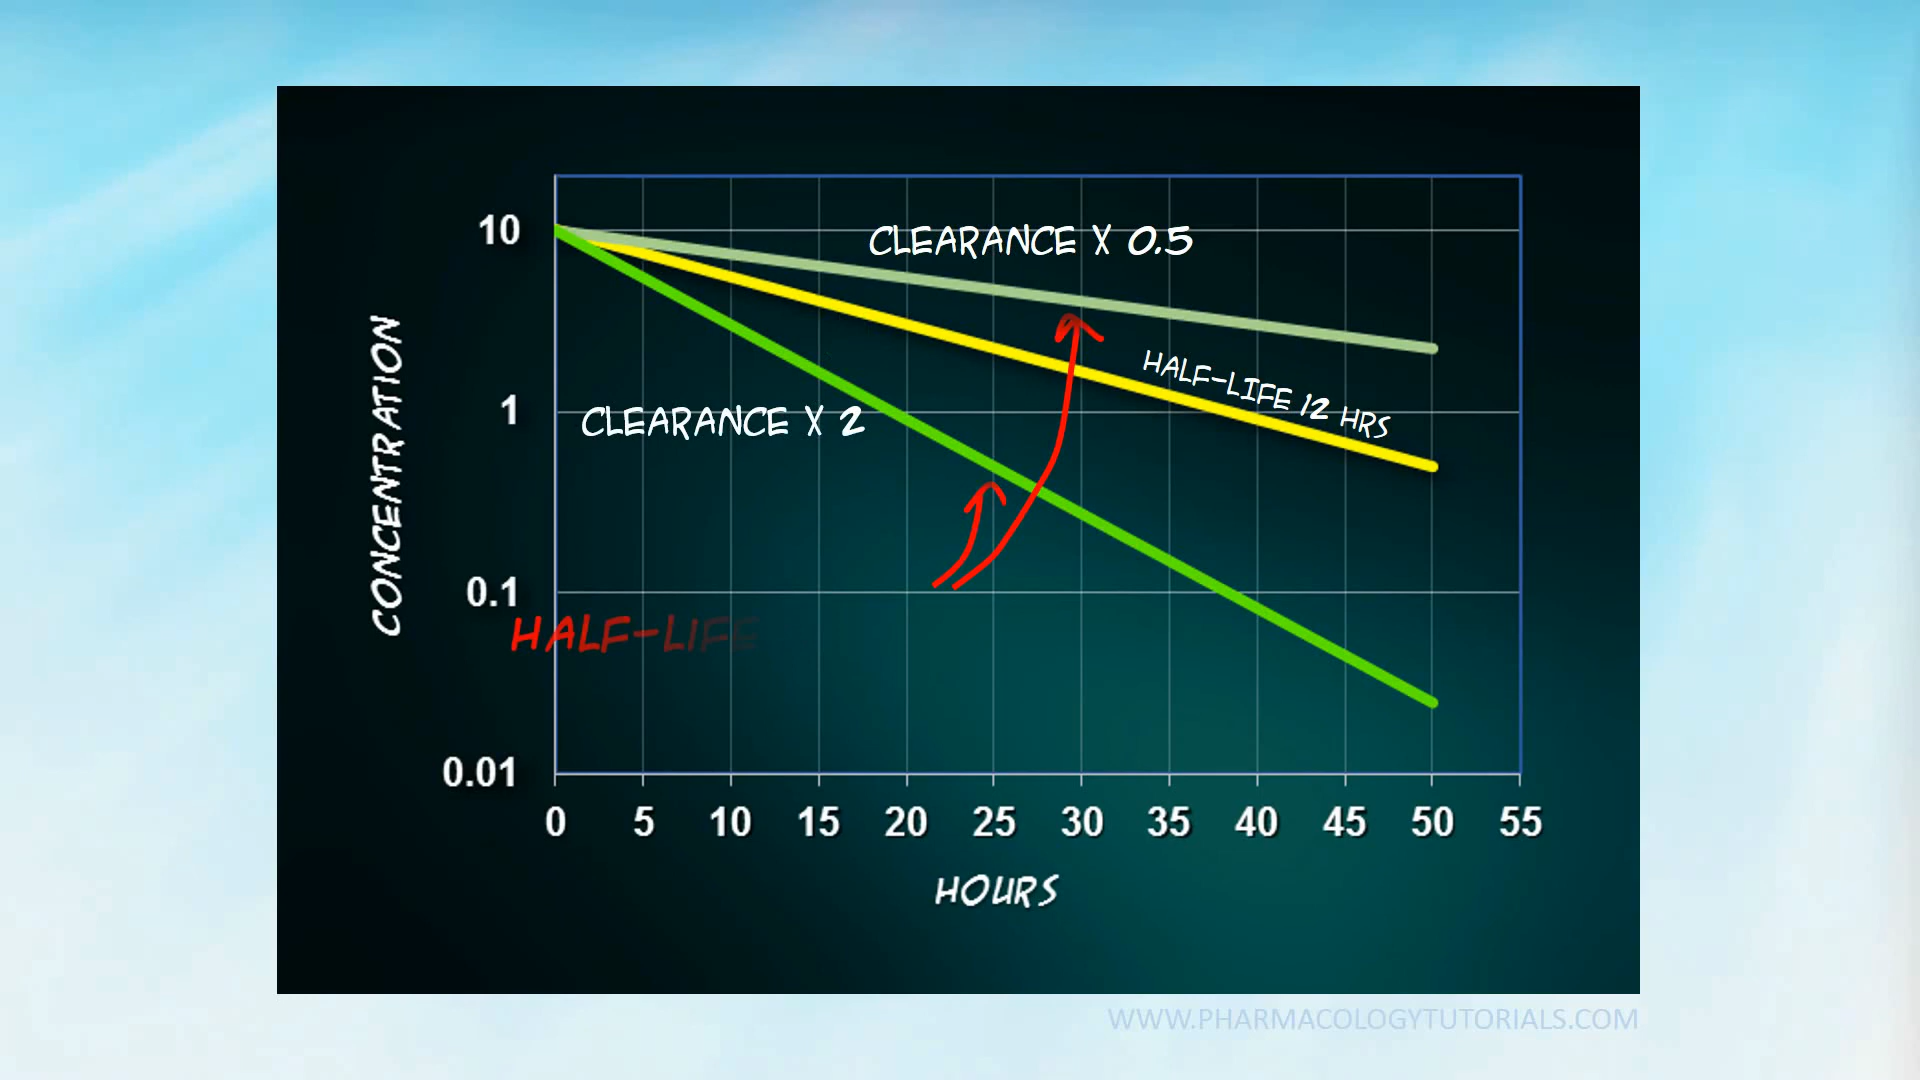 CLEARANCE X 0.5
HALF-LIFE 12 HRS
CLEARANCE X 2
HALF-LIFE
CONCENTRATION
10
1
0.1
0.01
0 5 10 15 20 25 30 35 40 45 50 55
HOURS
WWW.PHARMACOLOGYTUTORIALS.COM